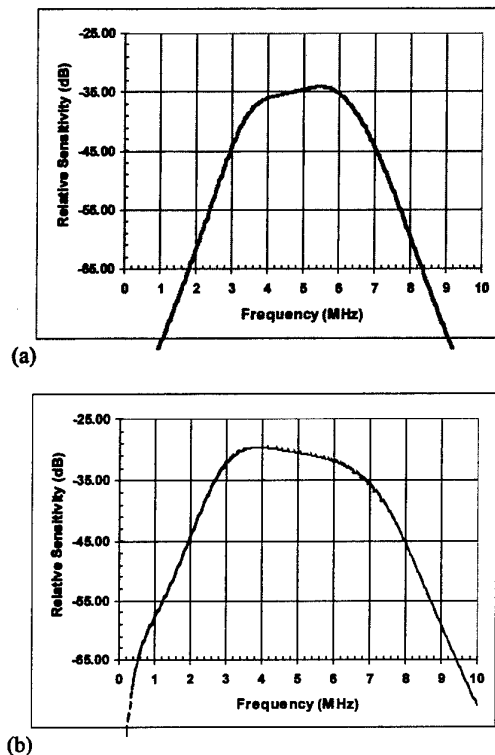 -25.00
-35.00
-45.00
-55.00
-65.00
Relative Sensitivity (dB)
0 1 2 3 4 5 6 7 8 9 10
Frequency (MHz)
(a)
-25.00
-35.00
-45.00
-55.00
-65.00
Relative Sensitivity (dB)
0 1 2 3 4 5 6 7 8 9 10
Frequency (MHz)
(b)